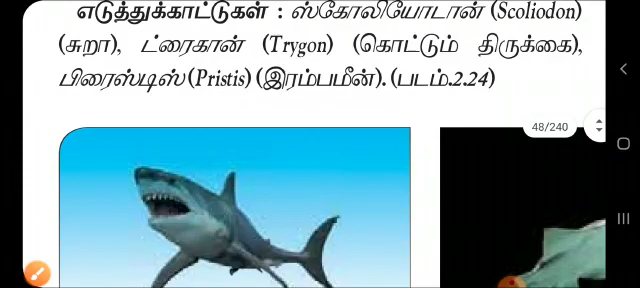 எடுத்துக்காட்டுகள் : ஸ்கோலியோடான் (Scoliodon)
(சுறா), ட்ரைகான் (Trygon) (கொட்டும் திருக்கை),
பிரைஸ்டிஸ் (Pristis) (இரம்பமீன்). (படம்.2.24)
48/240